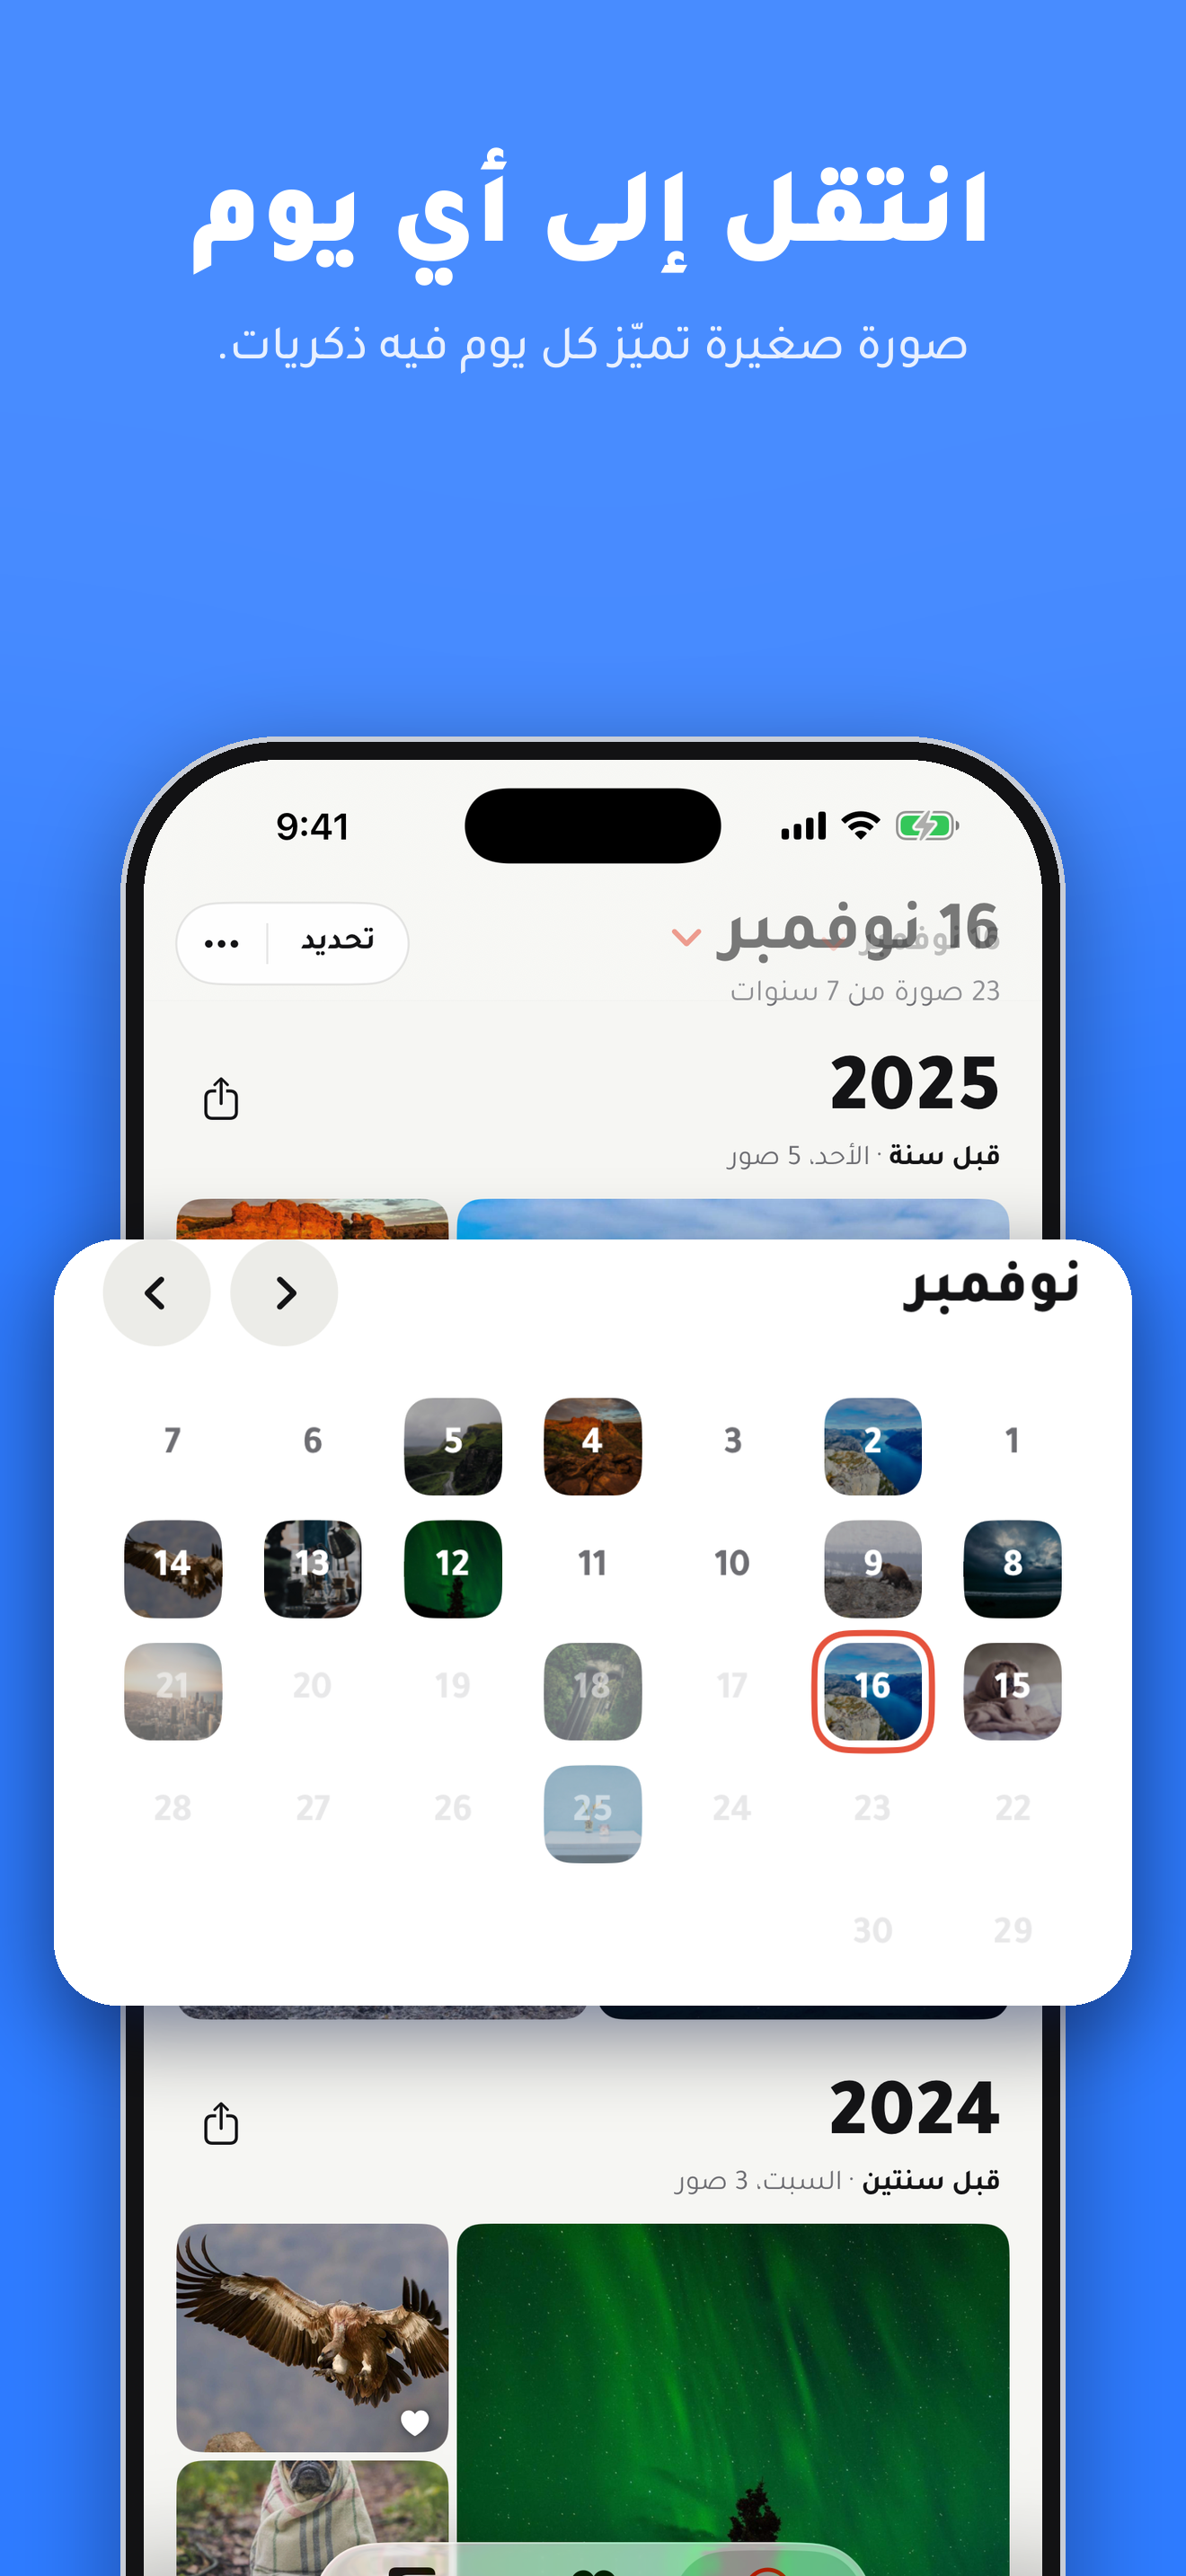 انتقل إلى أي يوم
صورة صغيرة تميّز كل يوم فيه ذكريات.
9:41
16 نوفمبر
16 نوفمبر
تحديد
23 صورة من 7 سنوات
2025
قبل سنة · الأحد، 5 صور
نوفمبر
1 2 3 4 5 6 7
8 9 10 11 12 13 14
15 16 17 18 19 20 21
22 23 24 25 26 27 28
29 30
2024
قبل سنتين · السبت، 3 صور